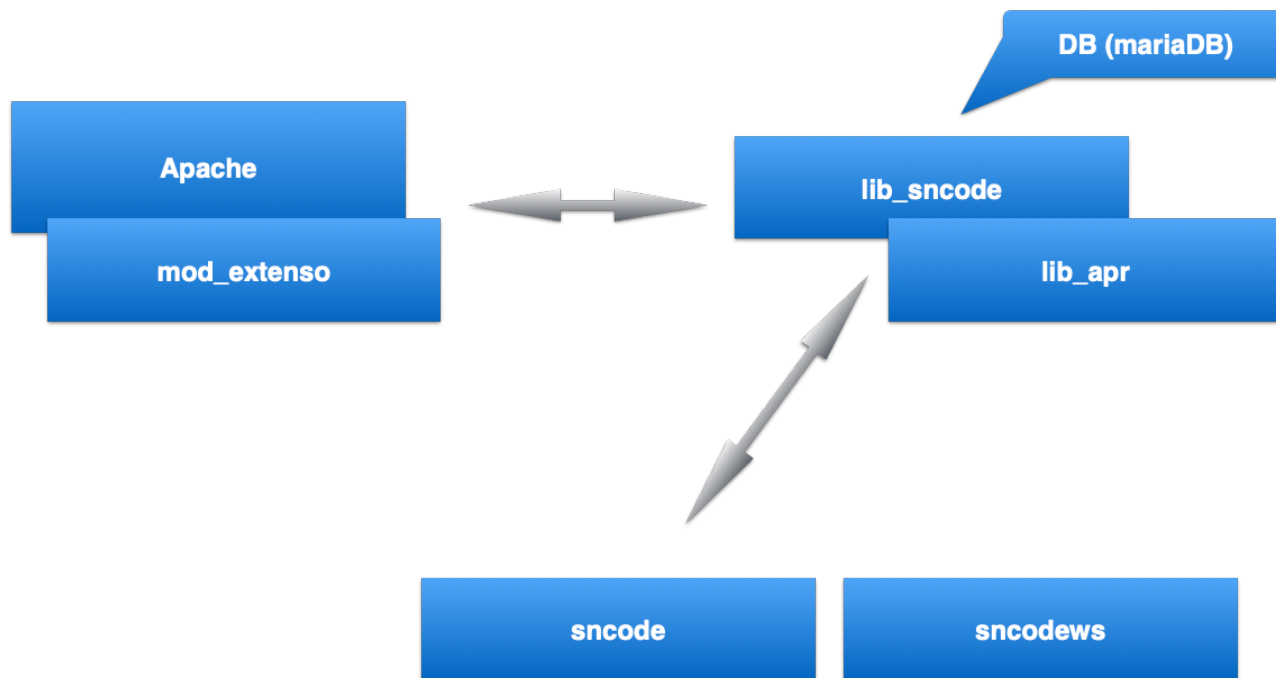 DB (mariaDB)
Apache
lib_sncode
mod_extenso
lib_apr
sncode
sncodews